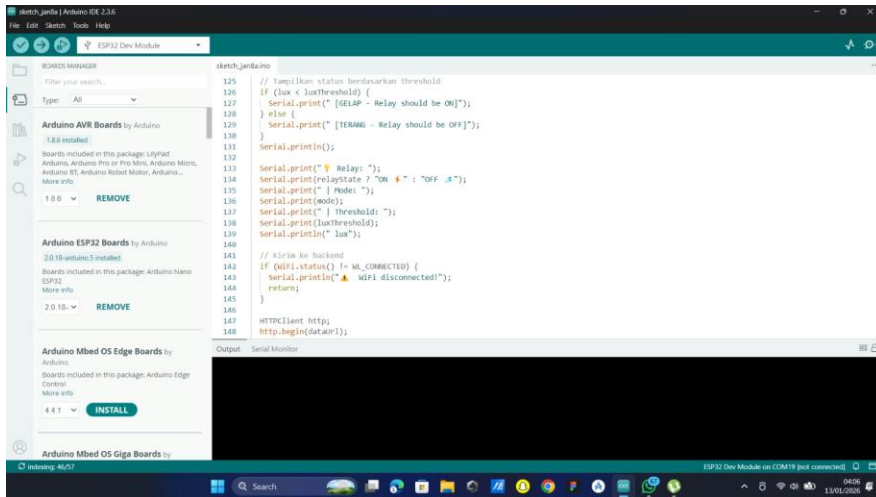 sketch_jan8a | Arduino IDE 2.3.6
File Edit Sketch Tools Help
ESP32 Dev Module
BOARDS MANAGER
Filter your search...
Type: All
Arduino AVR Boards by Arduino
1.8.6 installed
Boards included in this package: LilyPad
Arduino, Arduino Pro or Pro Mini, Arduino Micro,
Arduino BT, Arduino Robot Motor, Arduino...
More info
1.8.6 REMOVE
Arduino ESP32 Boards by Arduino
2.0.18-arduino.5 installed
Boards included in this package: Arduino Nano
ESP32
More info
2.0.18- REMOVE
Arduino Mbed OS Edge Boards by
Arduino
Boards included in this package: Arduino Edge
Control
More info
4.4.1 INSTALL
Arduino Mbed OS Giga Boards by
sketch_jan8a.ino
125 // Tampilkan status berdasarkan threshold
126 if (lux < luxThreshold) {
127 Serial.print(" [GELAP - Relay should be ON]");
128 } else {
129 Serial.print(" [TERANG - Relay should be OFF]");
130 }
131 Serial.println();
132
133 Serial.print("💡 Relay: ");
134 Serial.print(relayState ? "ON ⚡" : "OFF 💤");
135 Serial.print(" | Mode: ");
136 Serial.print(mode);
137 Serial.print(" | Threshold: ");
138 Serial.print(luxThreshold);
139 Serial.println(" lux");
140
141 // Kirim ke backend
142 if (WiFi.status() != WL_CONNECTED) {
143 Serial.println("⚠️ WiFi disconnected!");
144 return;
145 }
146
147 HTTPClient http;
148 http.begin(dataUrl);
Output Serial Monitor
indexing: 46/57
ESP32 Dev Module on COM19 [not connected]
Search
04:06
13/01/2026